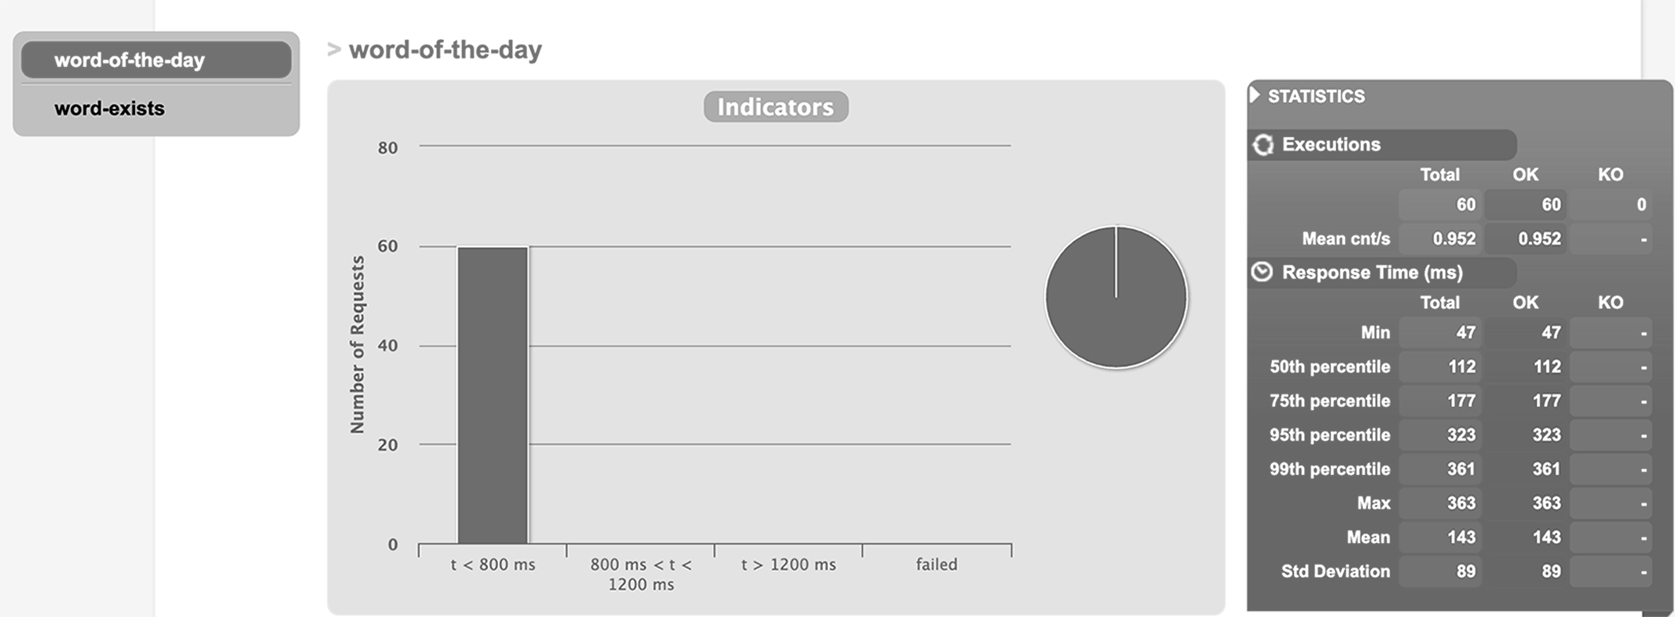 word-of-the-day
word-exists
> word-of-the-day
Indicators
80
60
40
20
0
Number of Requests
t < 800 ms
800 ms < t <
1200 ms
t > 1200 ms
failed
STATISTICS
Executions
Total OK KO
60 60 0
Mean cnt/s 0.952 0.952 -
Response Time (ms)
Total OK KO
Min 47 47 -
50th percentile 112 112 -
75th percentile 177 177 -
95th percentile 323 323 -
99th percentile 361 361 -
Max 363 363 -
Mean 143 143 -
Std Deviation 89 89 -